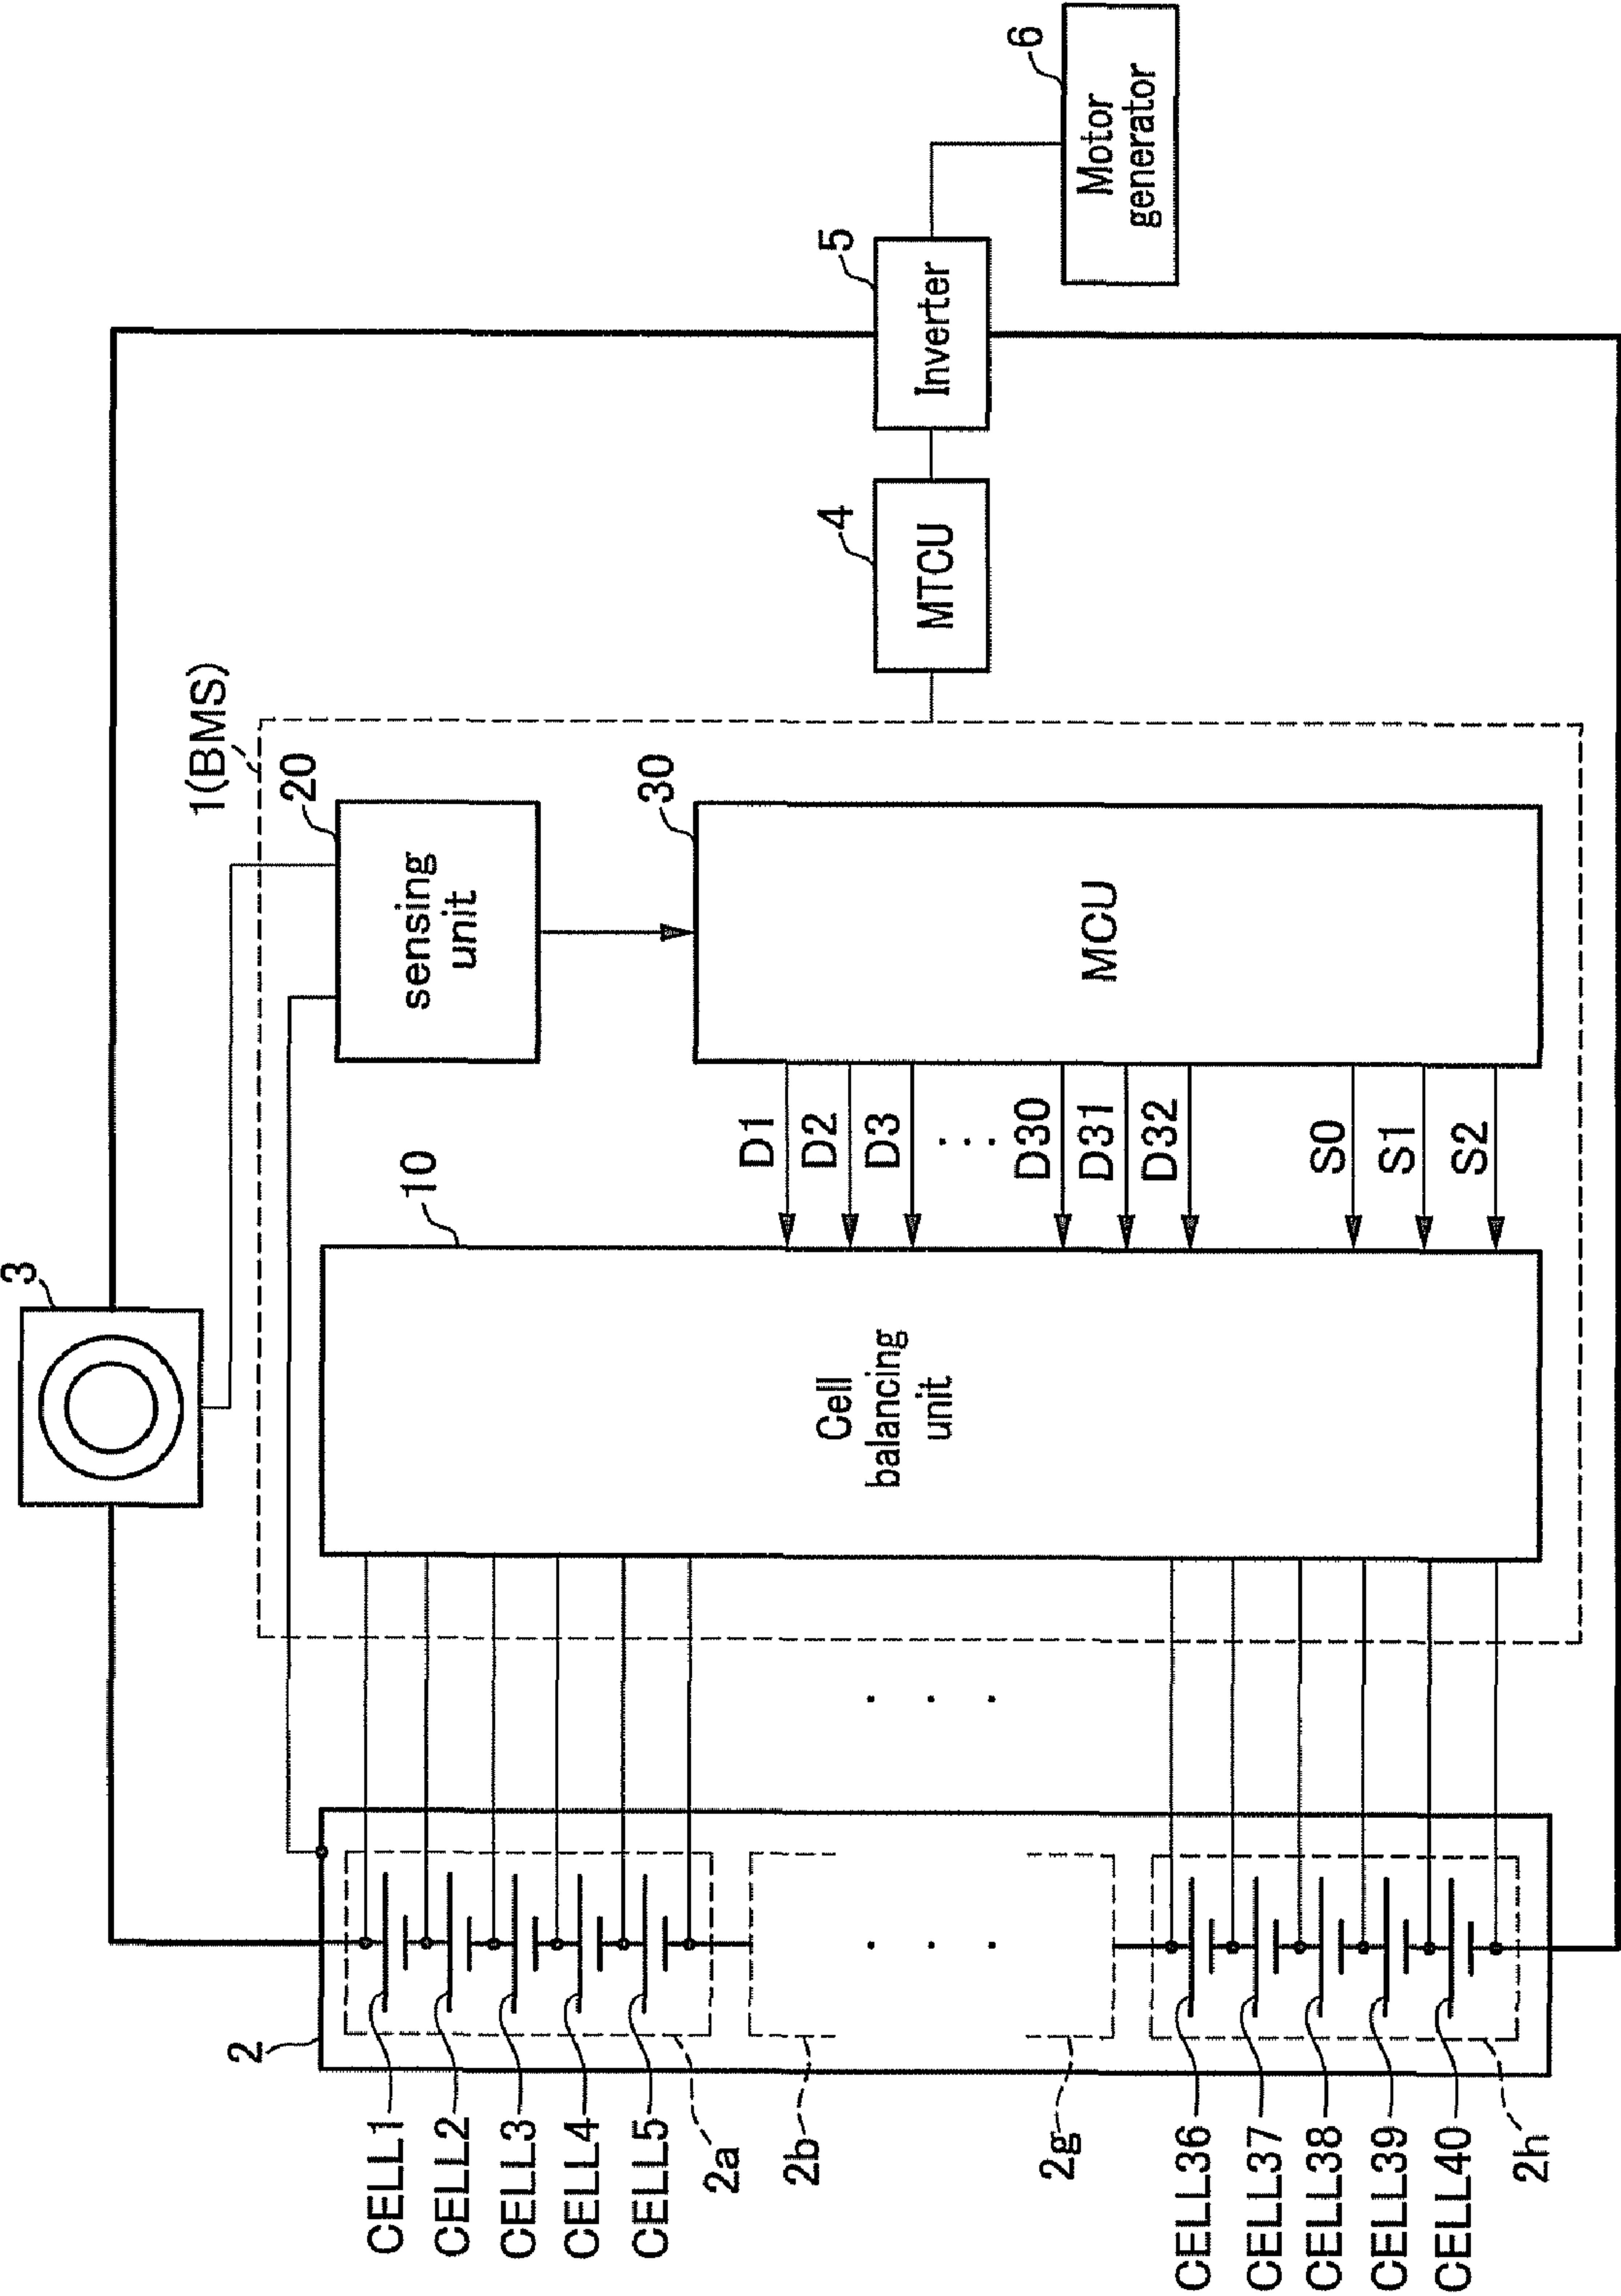 3
1(BMS)
2
CELL1
CELL2
CELL3
CELL4
CELL5
2a
2b
2g
CELL36
CELL37
CELL38
CELL39
CELL40
2h
10
Cell
balancing
unit
20
sensing
unit
30
MCU
D1
D2
D3
. . .
D30
D31
D32
S0
S1
S2
4
MTCU
5
Inverter
6
Motor
generator